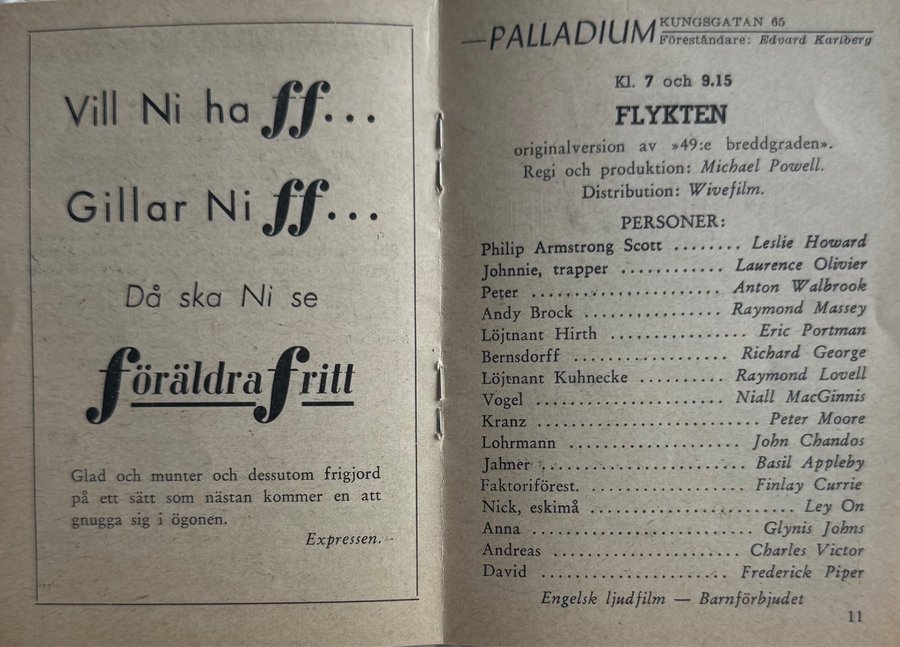 Vill Ni ha ff...
Gillar Ni ff...
Då ska Ni se
föräldrafritt
Glad och munter och dessutom frigjord
på ett sätt som nästan kommer en att
gnugga sig i ögonen.
Expressen.
PALLADIUM KUNGSGATAN 65
Föreståndare: Edvard Karlberg
Kl. 7 och 9.15
FLYKTEN
originalversion av »49:e breddgraden».
Regi och produktion: Michael Powell.
Distribution: Wivefilm.
PERSONER:
Philip Armstrong Scott ........ Leslie Howard
Johnnie, trapper ............ Laurence Olivier
Peter ...................... Anton Walbrook
Andy Brock ................ Raymond Massey
Löjtnant Hirth ................ Eric Portman
Bernsdorff .................. Richard George
Löjtnant Kuhnecke .......... Raymond Lovell
Vogel ...................... Niall MacGinnis
Kranz ........................ Peter Moore
Lohrmann .................... John Chandos
Jahner ...................... Basil Appleby
Faktoriförest. .................. Finlay Currie
Nick, eskimå ...................... Ley On
Anna ........................ Glynis Johns
Andreas .................... Charles Victor
David ...................... Frederick Piper
Engelsk ljudfilm — Barnförbjudet
11